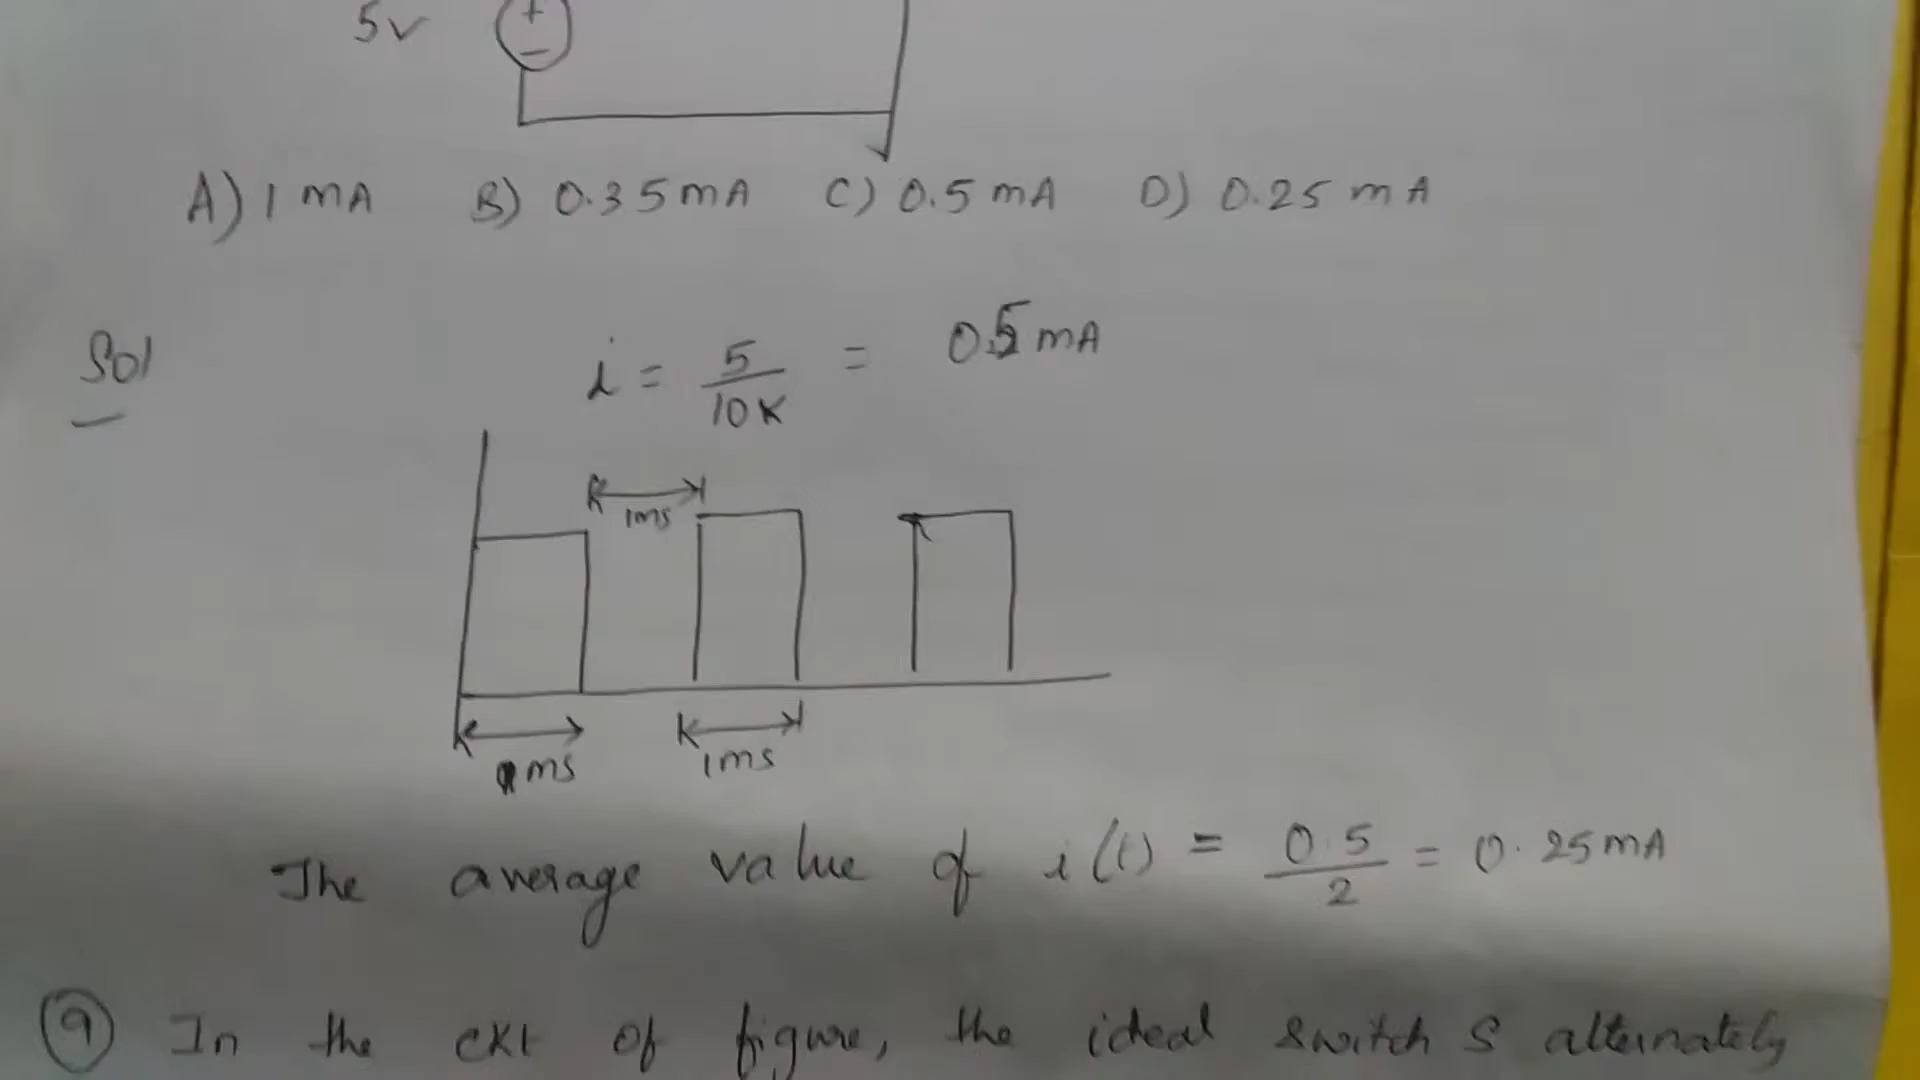 5v
+
−
A) 1 mA B) 0.35 mA C) 0.5 mA D) 0.25 mA
Sol
i = 5/10K = 0.5 mA
1ms
1ms
1ms
The average value of i(t) = 0.5/2 = 0.25 mA
9 In the ckt of figure, the ideal switch S alternately